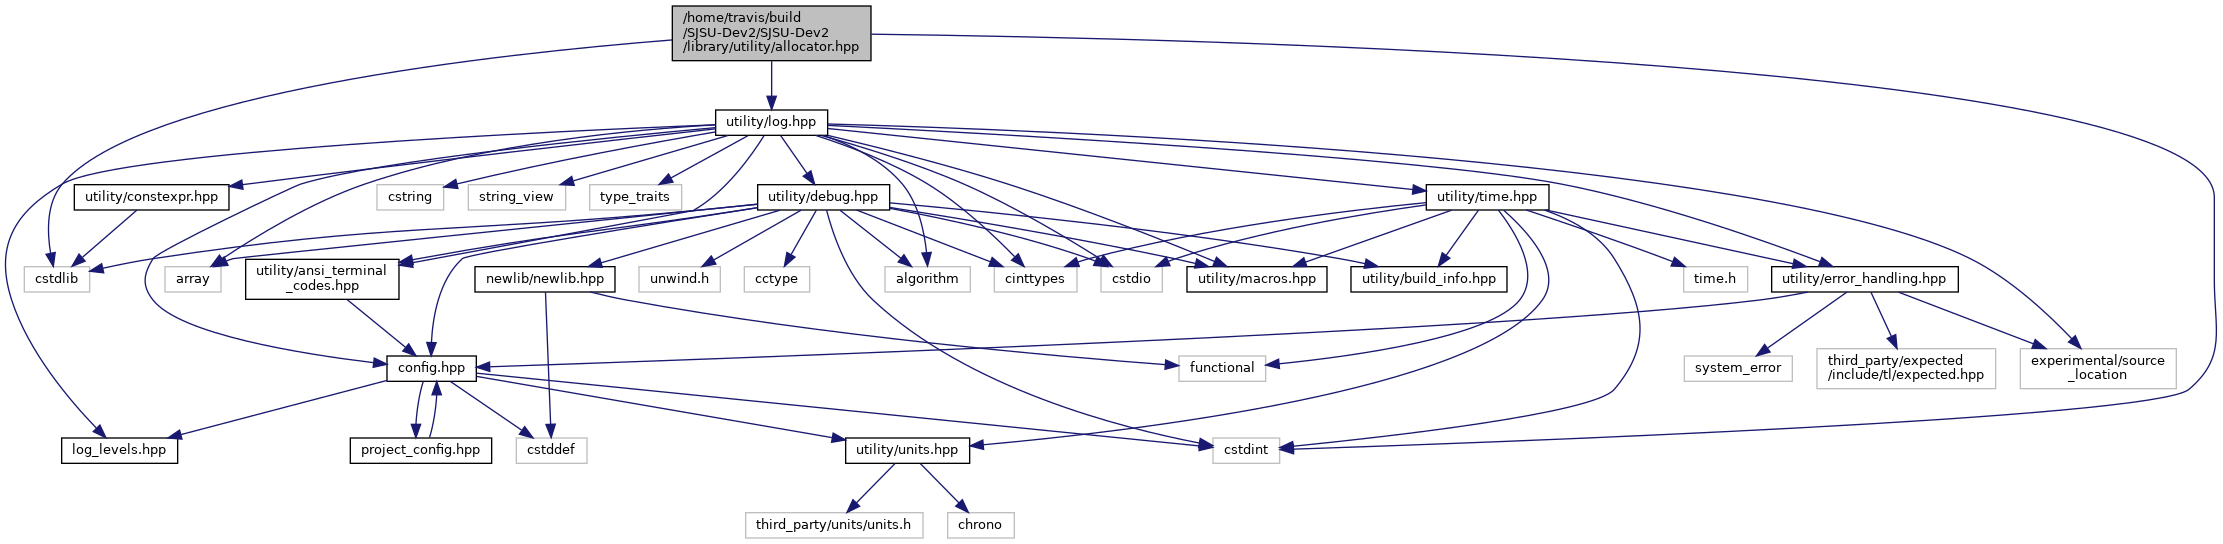 /home/travis/build
/SJSU-Dev2/SJSU-Dev2
/library/utility/allocator.hpp
utility/log.hpp
utility/constexpr.hpp
cstring
string_view
type_traits
utility/debug.hpp
utility/time.hpp
cstdlib
array
utility/ansi_terminal
_codes.hpp
newlib/newlib.hpp
unwind.h
cctype
algorithm
cinttypes
cstdio
utility/macros.hpp
utility/build_info.hpp
time.h
utility/error_handling.hpp
config.hpp
functional
system_error
third_party/expected
/include/tl/expected.hpp
experimental/source
_location
log_levels.hpp
project_config.hpp
cstddef
utility/units.hpp
cstdint
third_party/units/units.h
chrono